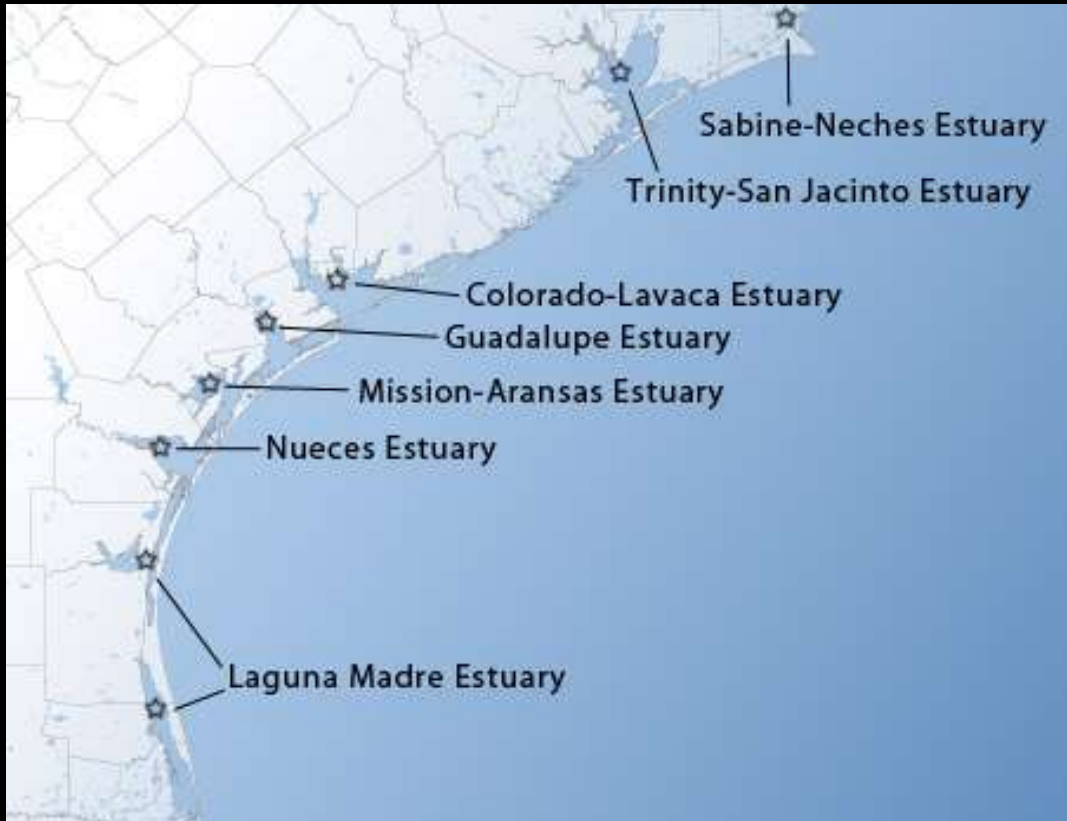 Sabine-Neches Estuary
Trinity-San Jacinto Estuary
Colorado-Lavaca Estuary
Guadalupe Estuary
Mission-Aransas Estuary
Nueces Estuary
Laguna Madre Estuary